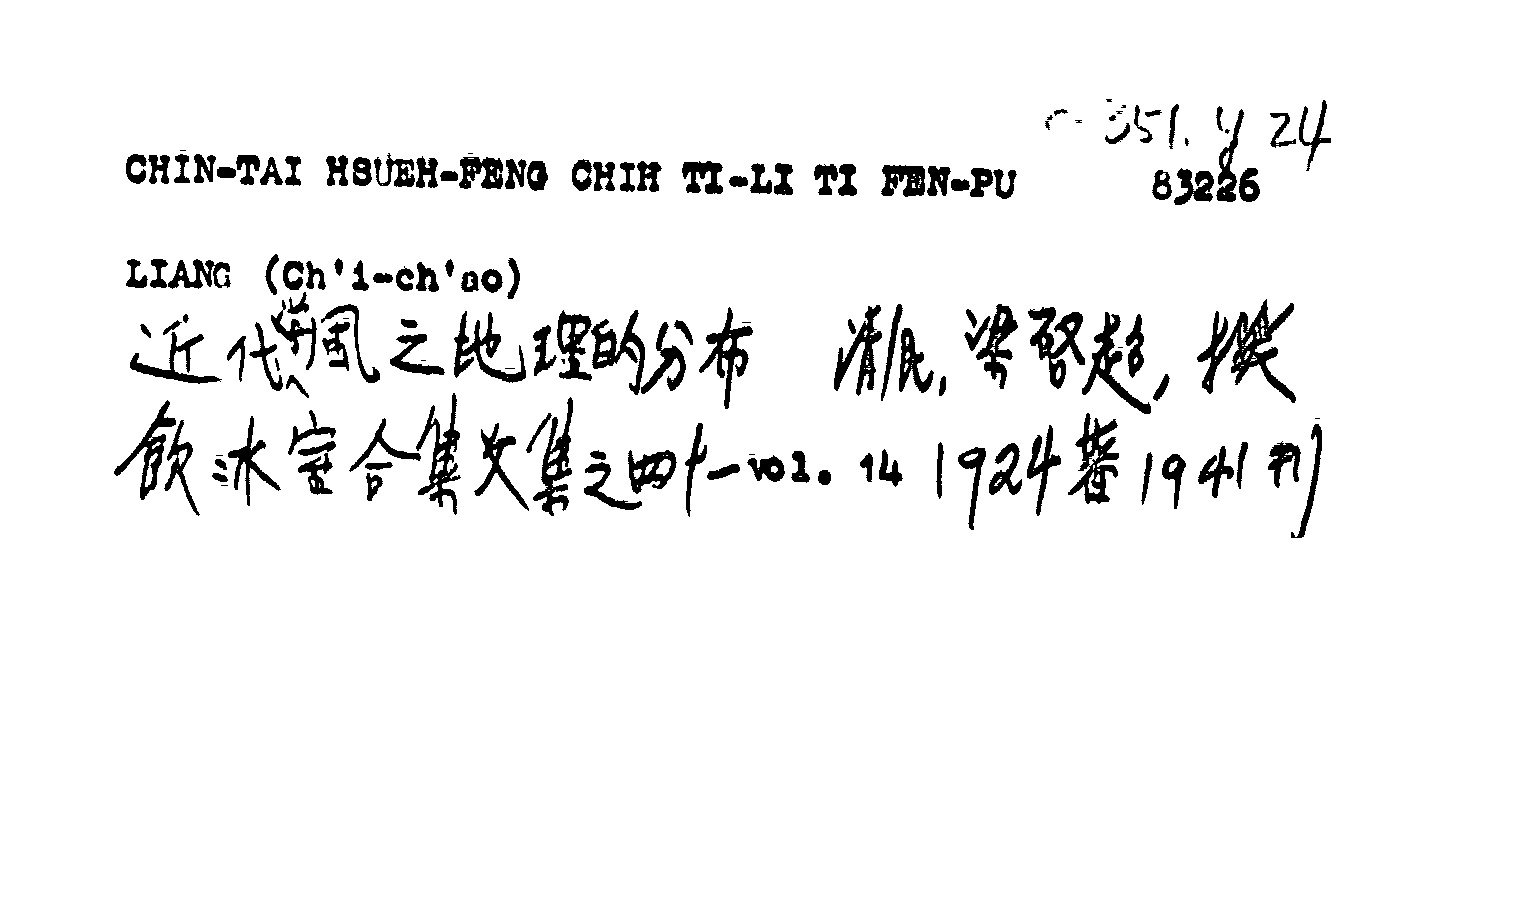 C 351. y 24
CHIN-TAI HSUEH-FENG CHIH TI-LI TI FEN-PU 83226
LIANG (Ch'i-ch'ao)
近代學風之地理的分布 清民, 梁啓超, 撰
飲冰室合集文集之四十一 vol. 14 1924著 1941刊